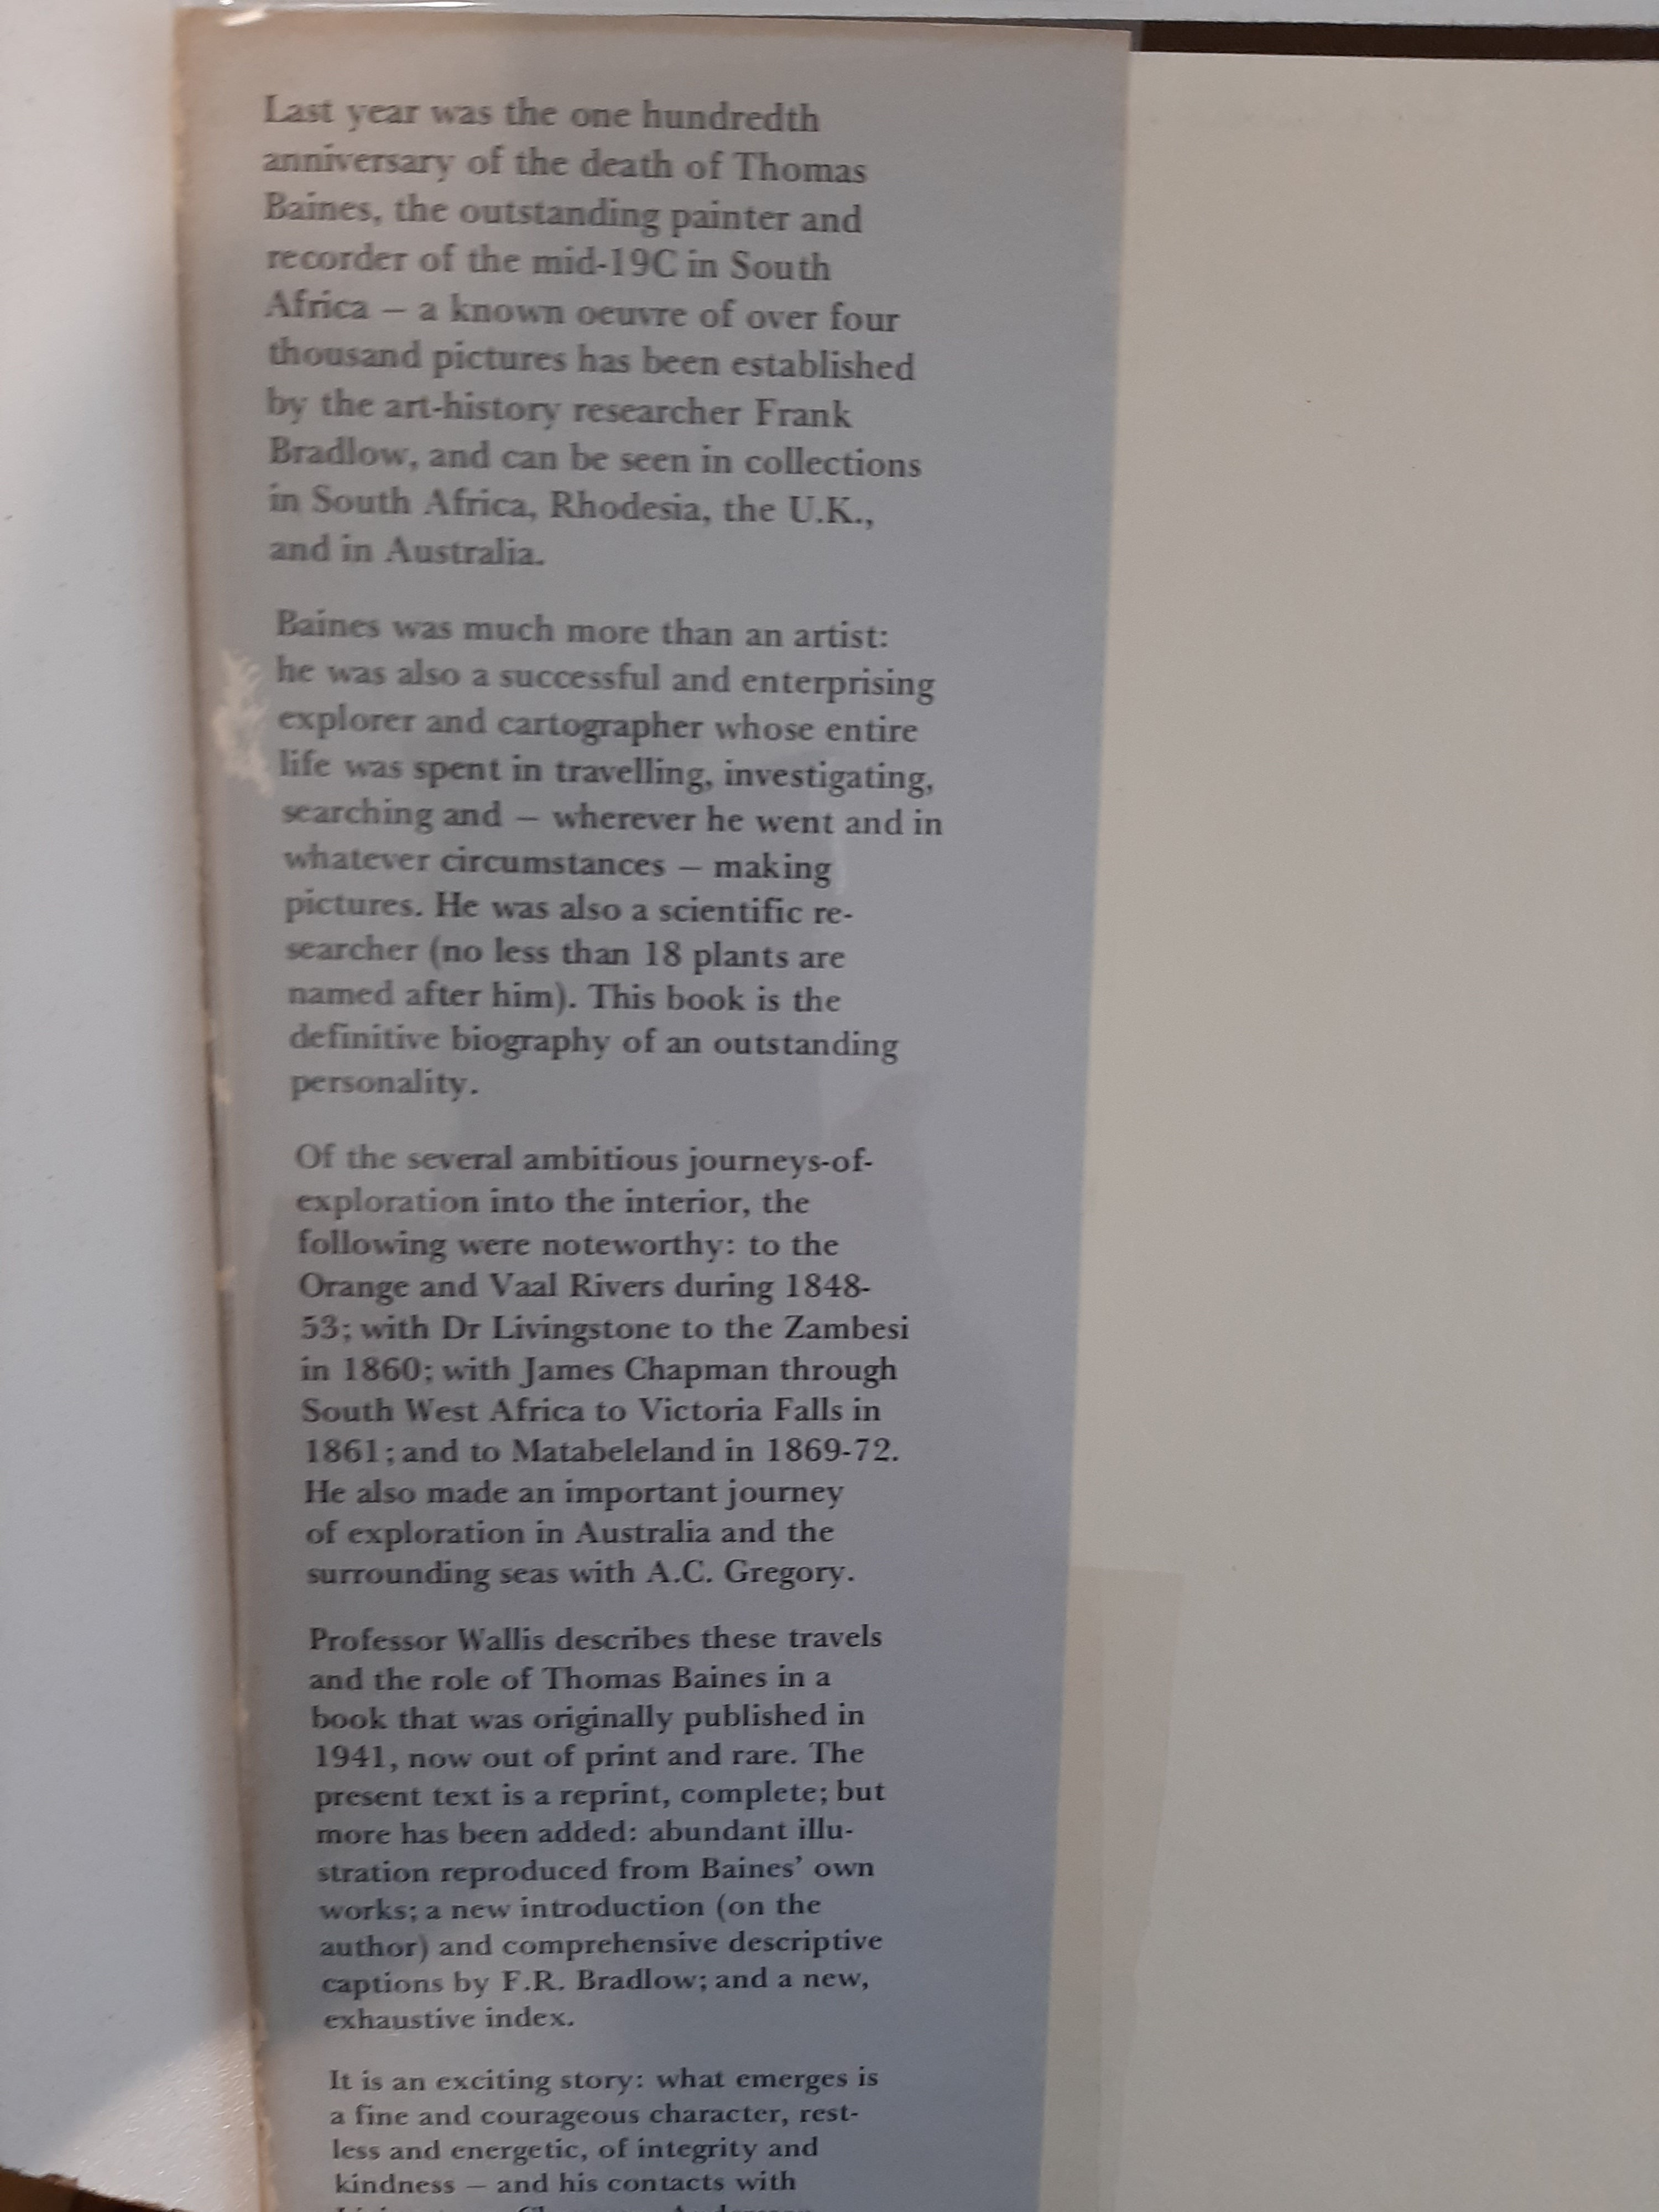 Last year was the one hundredth
anniversary of the death of Thomas
Baines, the outstanding painter and
recorder of the mid-19C in South
Africa – a known oeuvre of over four
thousand pictures has been established
by the art-history researcher Frank
Bradlow, and can be seen in collections
in South Africa, Rhodesia, the U.K.,
and in Australia.
Baines was much more than an artist:
he was also a successful and enterprising
explorer and cartographer whose entire
life was spent in travelling, investigating,
searching and – wherever he went and in
whatever circumstances – making
pictures. He was also a scientific re-
searcher (no less than 18 plants are
named after him). This book is the
definitive biography of an outstanding
personality.
Of the several ambitious journeys-of-
exploration into the interior, the
following were noteworthy: to the
Orange and Vaal Rivers during 1848-
53; with Dr Livingstone to the Zambesi
in 1860; with James Chapman through
South West Africa to Victoria Falls in
1861; and to Matabeleland in 1869-72.
He also made an important journey
of exploration in Australia and the
surrounding seas with A.C. Gregory.
Professor Wallis describes these travels
and the role of Thomas Baines in a
book that was originally published in
1941, now out of print and rare. The
present text is a reprint, complete; but
more has been added: abundant illu-
stration reproduced from Baines' own
works; a new introduction (on the
author) and comprehensive descriptive
captions by F.R. Bradlow; and a new,
exhaustive index.
It is an exciting story: what emerges is
a fine and courageous character, rest-
less and energetic, of integrity and
kindness – and his contacts with